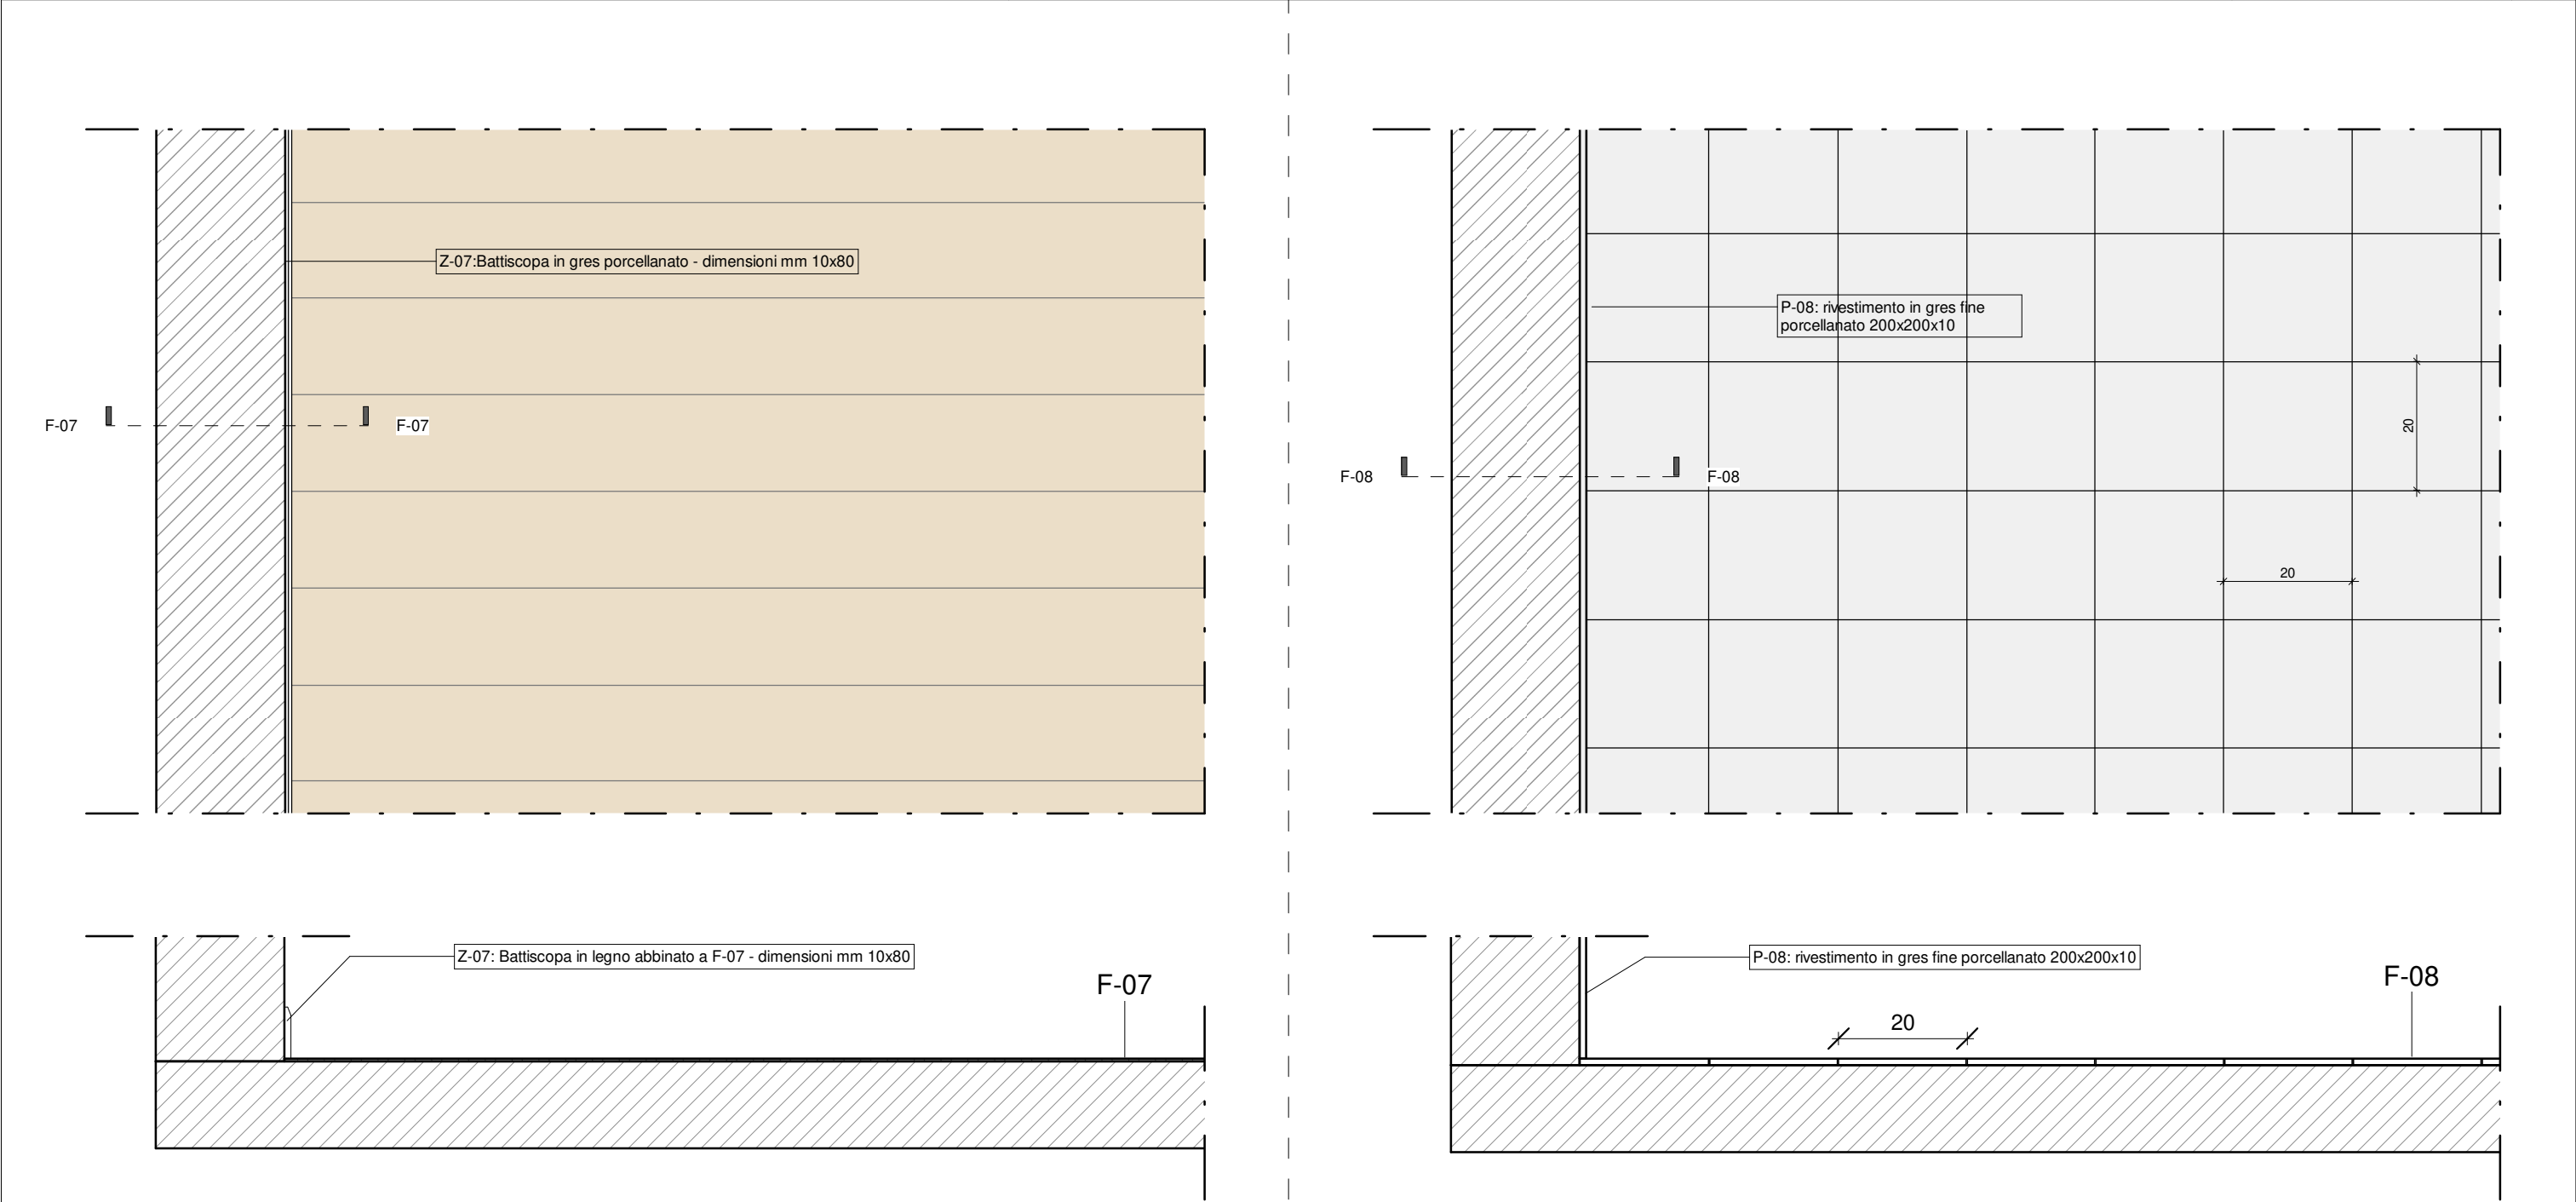 Z-07:Battiscopa in gres porcellanato - dimensioni mm 10x80
F-07
F-07
Z-07: Battiscopa in legno abbinato a F-07 - dimensioni mm 10x80
F-07
P-08: rivestimento in gres fine
porcellanato 200x200x10
20
F-08
F-08
20
P-08: rivestimento in gres fine porcellanato 200x200x10
F-08
20